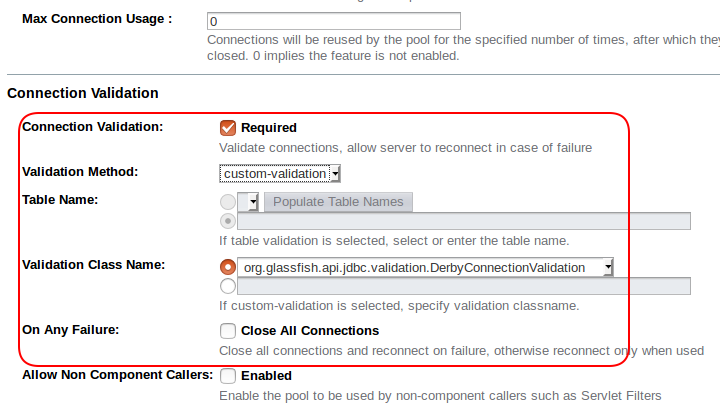 Max Connection Usage :
0
Connections will be reused by the pool for the specified number of times, after which they
closed. 0 implies the feature is not enabled.
Connection Validation
Connection Validation:
Required
Validate connections, allow server to reconnect in case of failure
Validation Method:
custom-validation
Table Name:
Populate Table Names
If table validation is selected, select or enter the table name.
Validation Class Name:
org.glassfish.api.jdbc.validation.DerbyConnectionValidation
If custom-validation is selected, specify validation classname.
On Any Failure:
Close All Connections
Close all connections and reconnect on failure, otherwise reconnect only when used
Allow Non Component Callers:
Enabled
Enable the pool to be used by non-component callers such as Servlet Filters